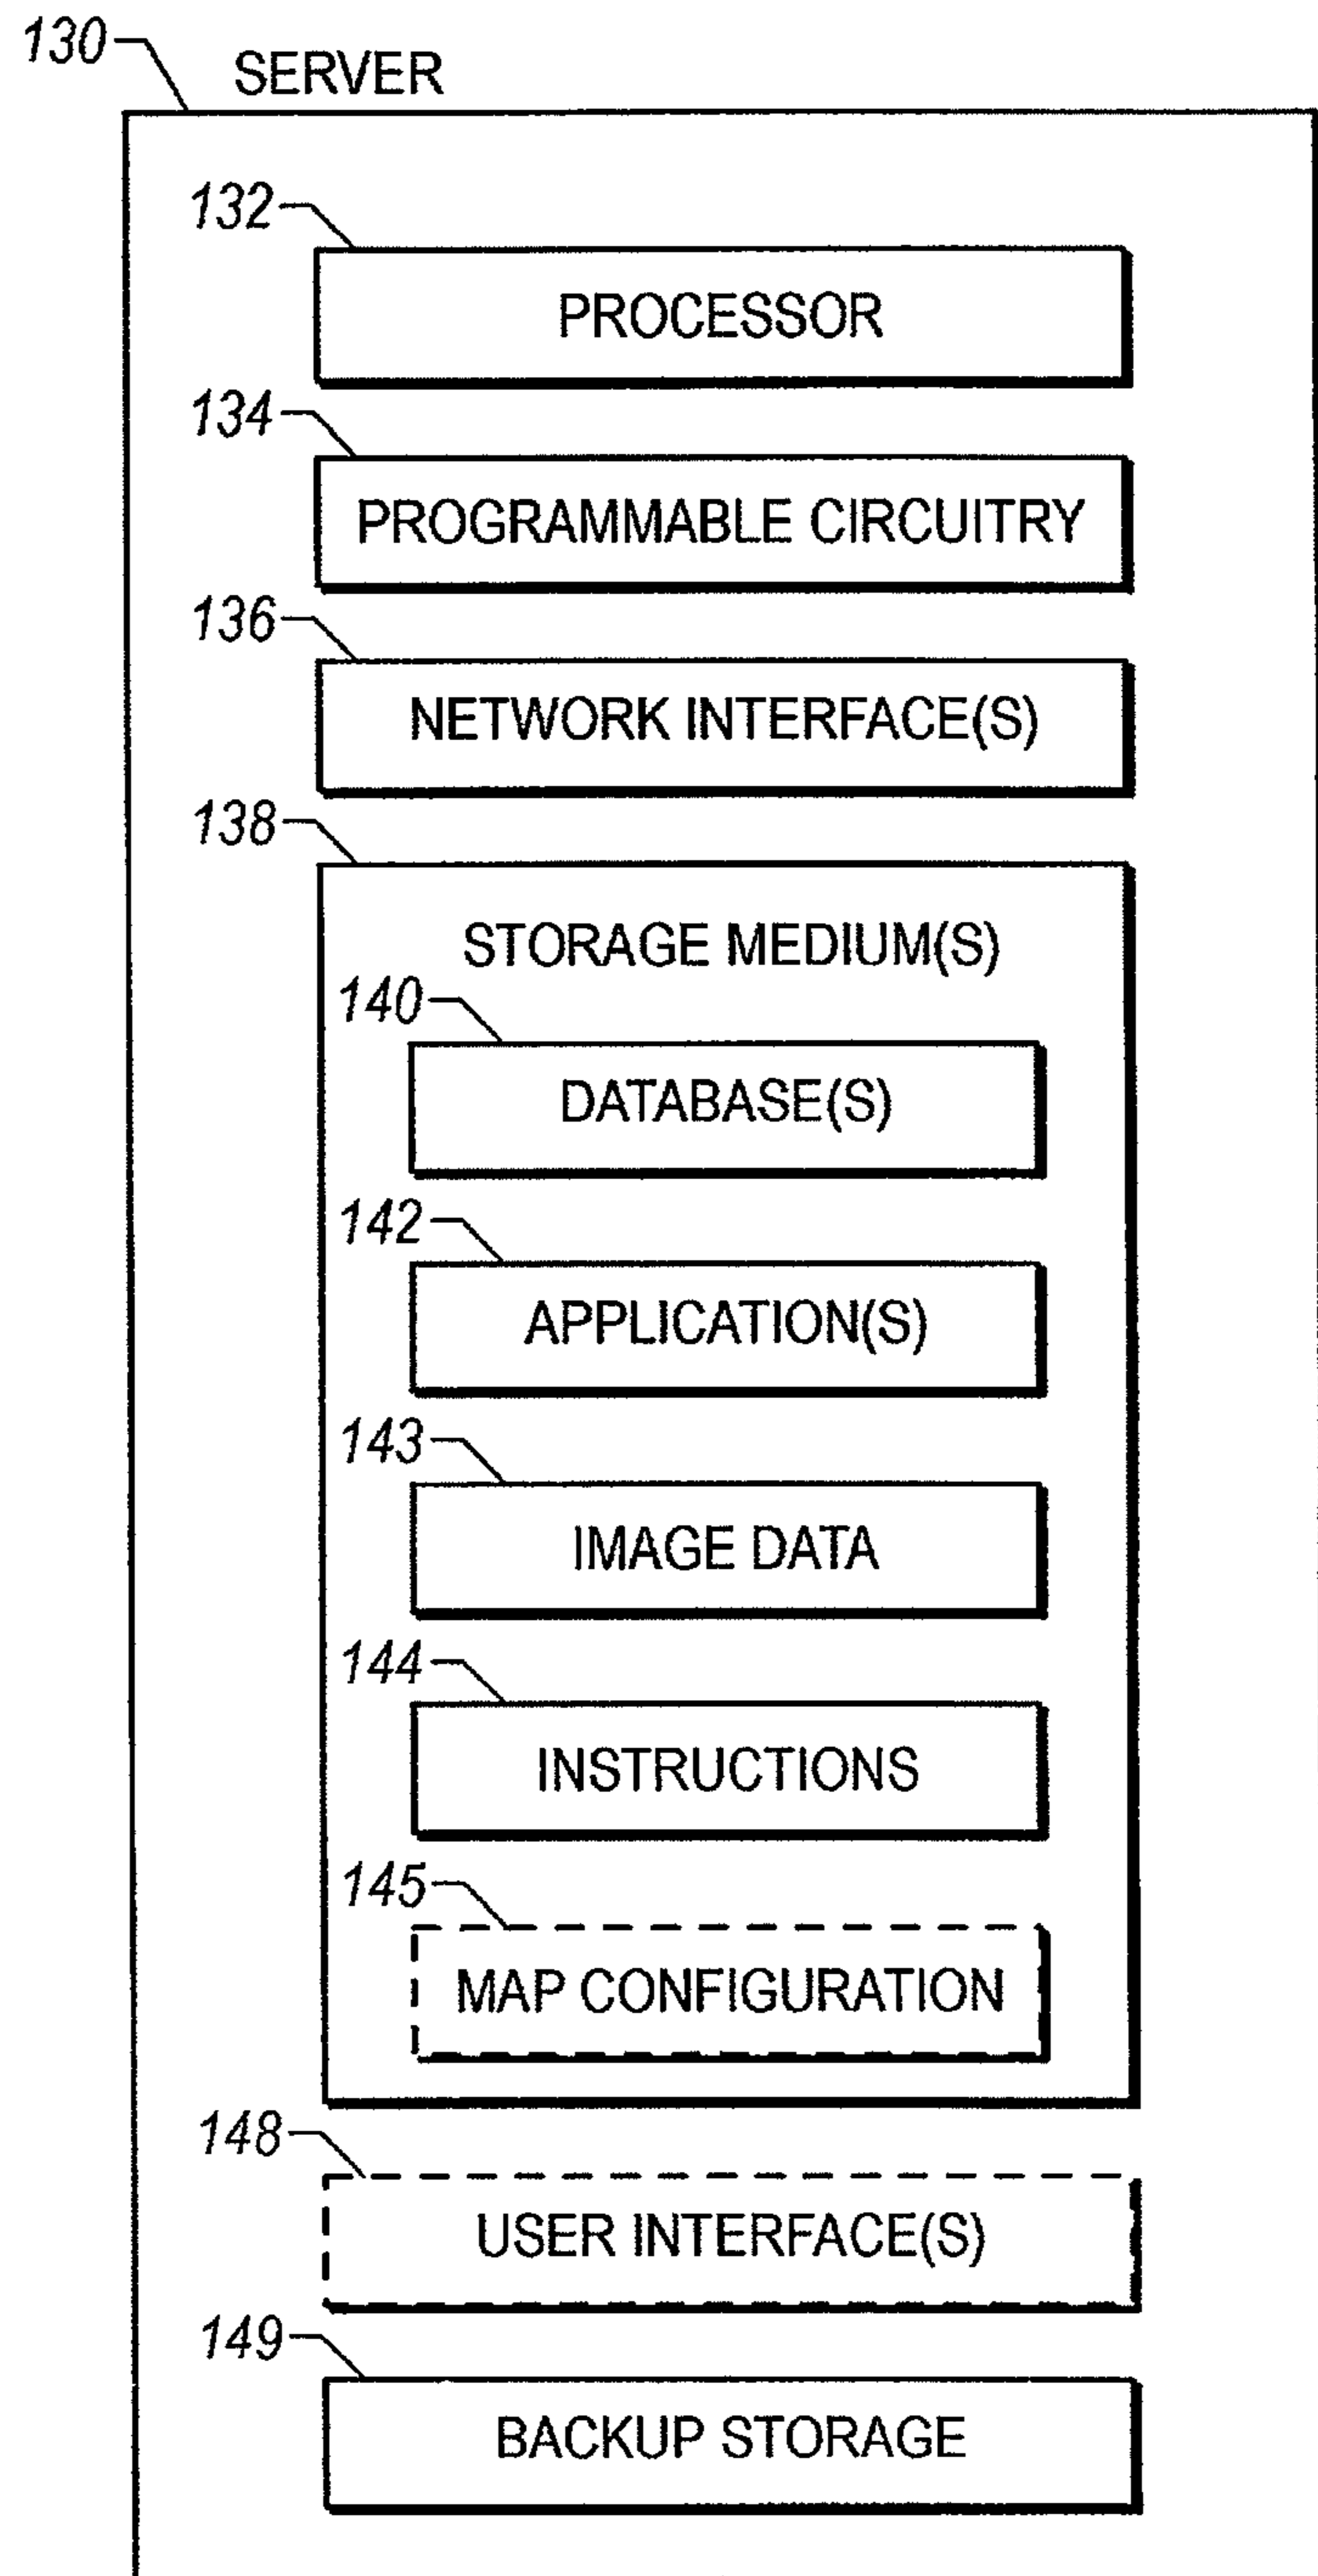 130
SERVER
132
PROCESSOR
134
PROGRAMMABLE CIRCUITRY
136
NETWORK INTERFACE(S)
138
STORAGE MEDIUM(S)
140
DATABASE(S)
142
APPLICATION(S)
143
IMAGE DATA
144
INSTRUCTIONS
145
MAP CONFIGURATION
148
USER INTERFACE(S)
149
BACKUP STORAGE